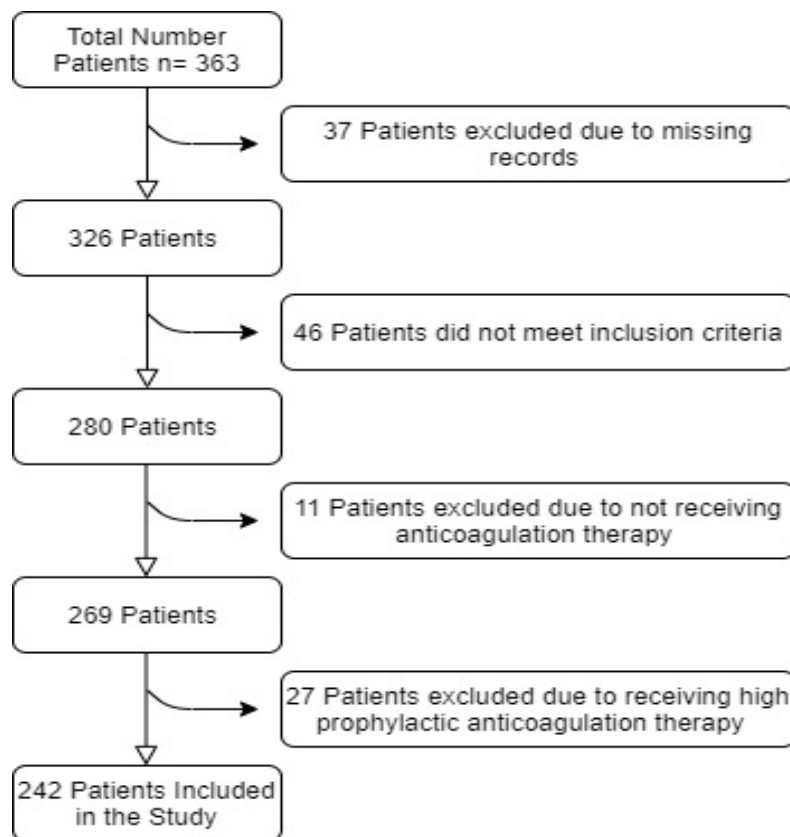 Total Number
Patients n= 363
37 Patients excluded due to missing
records
326 Patients
46 Patients did not meet inclusion criteria
280 Patients
11 Patients excluded due to not receiving
anticoagulation therapy
269 Patients
27 Patients excluded due to receiving high
prophylactic anticoagulation therapy
242 Patients Included
in the Study